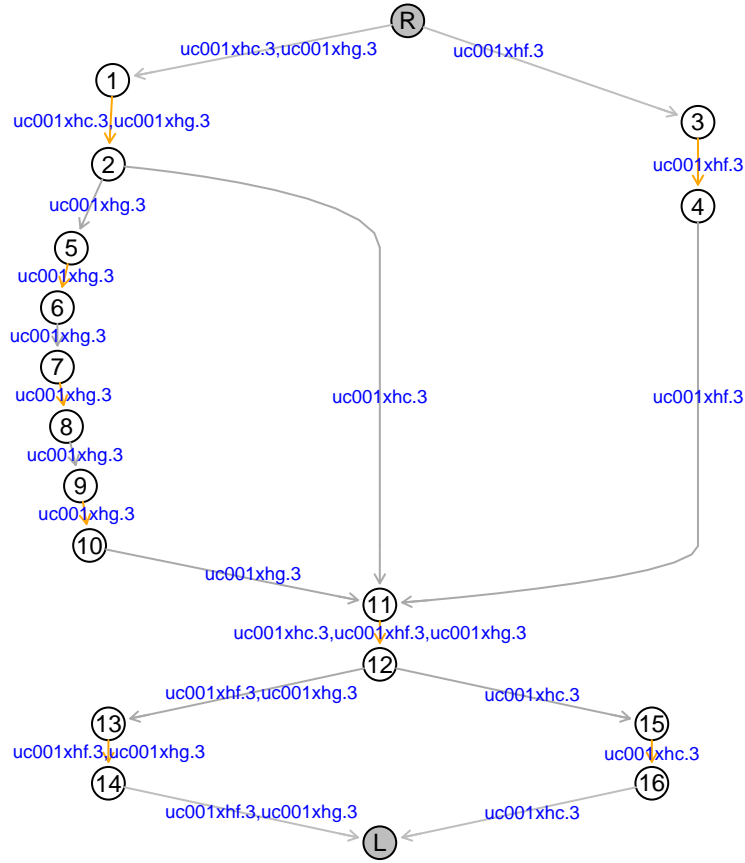 R
uc001xhc.3,uc001xhg.3
uc001xhf.3
1
3
uc001xhc.3,uc001xhg.3
uc001xhf.3
2
4
uc001xhg.3
5
uc001xhg.3
6
uc001xhg.3
7
uc001xhg.3
uc001xhc.3
uc001xhf.3
8
uc001xhg.3
9
uc001xhg.3
10
uc001xhg.3
11
uc001xhc.3,uc001xhf.3,uc001xhg.3
12
uc001xhf.3,uc001xhg.3
uc001xhc.3
13
15
uc001xhf.3,uc001xhg.3
uc001xhc.3
14
16
uc001xhf.3,uc001xhg.3
uc001xhc.3
L